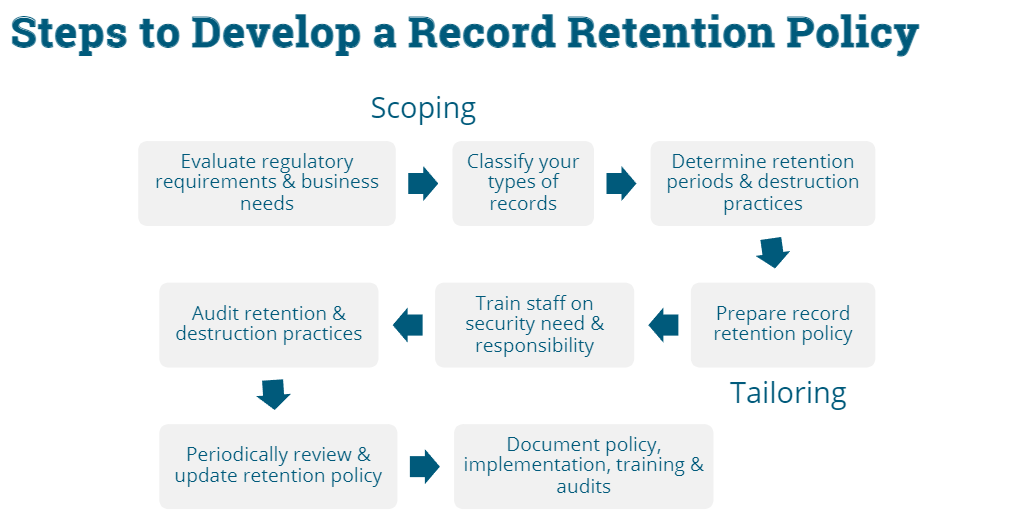 Steps to Develop a Record Retention Policy
Scoping
Evaluate regulatory
requirements & business
needs
Classify your
types of
records
Determine retention
periods & destruction
practices
Prepare record
retention policy
Tailoring
Train staff on
security need &
responsibility
Audit retention &
destruction practices
Periodically review &
update retention policy
Document policy,
implementation, training &
audits